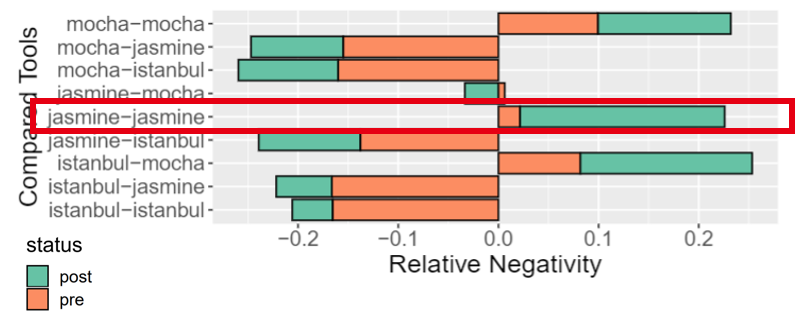 Compared Tools
mocha−mocha
mocha−jasmine
mocha−istanbul
jasmine−mocha
jasmine−jasmine
jasmine−istanbul
istanbul−mocha
istanbul−jasmine
istanbul−istanbul
−0.2 −0.1 0.0 0.1 0.2
Relative Negativity
status
post
pre